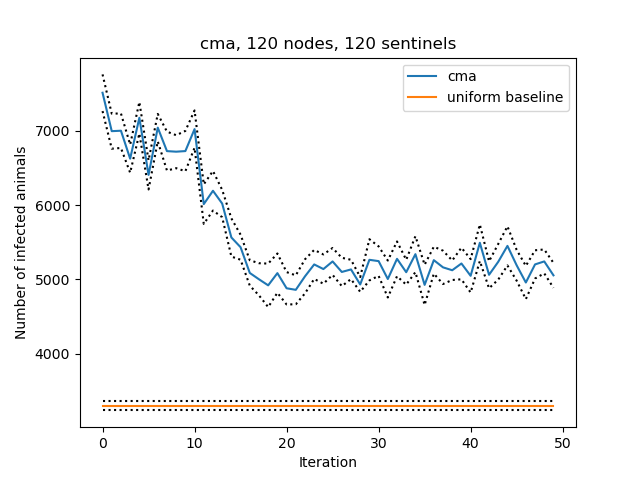 cma, 120 nodes, 120 sentinels
cma
uniform baseline
Number of infected animals
7000
6000
5000
4000
0 10 20 30 40 50
Iteration